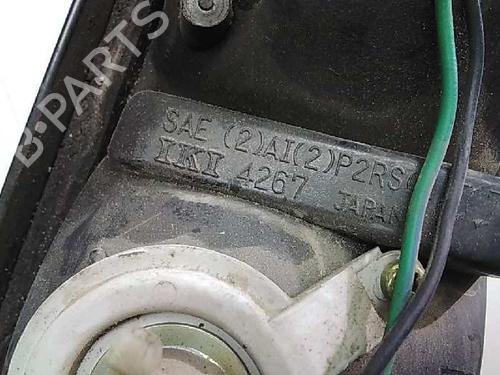 B-PARTS
SAE (2)AI(2)P2RS
IKI 4267 JAPAN